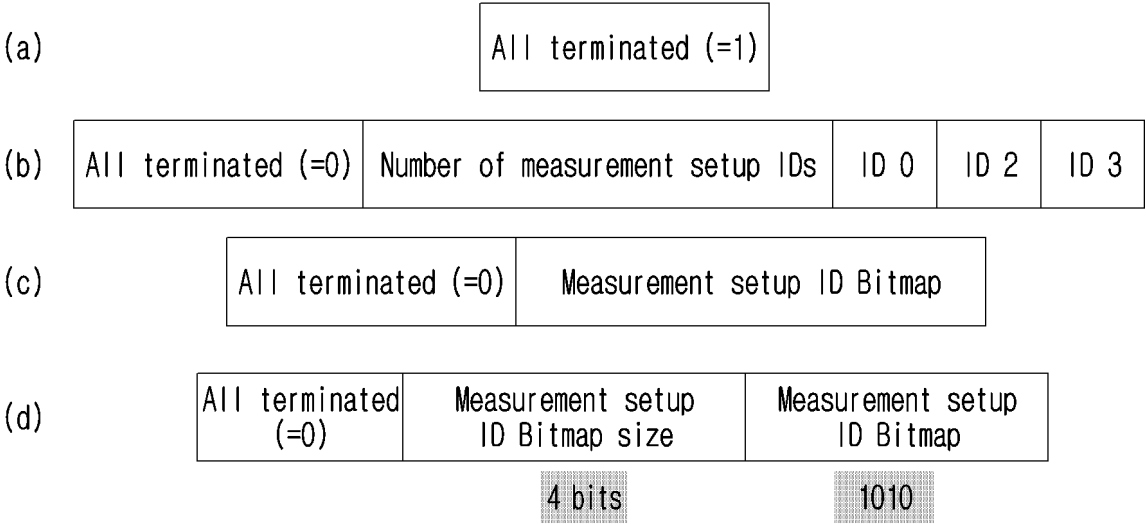 (a) All terminated (=1)
(b) All terminated (=0) Number of measurement setup IDs ID 0 ID 2 ID 3
(c) All terminated (=0) Measurement setup ID Bitmap
(d) All terminated (=0) Measurement setup ID Bitmap size Measurement setup ID Bitmap
4 bits 1010